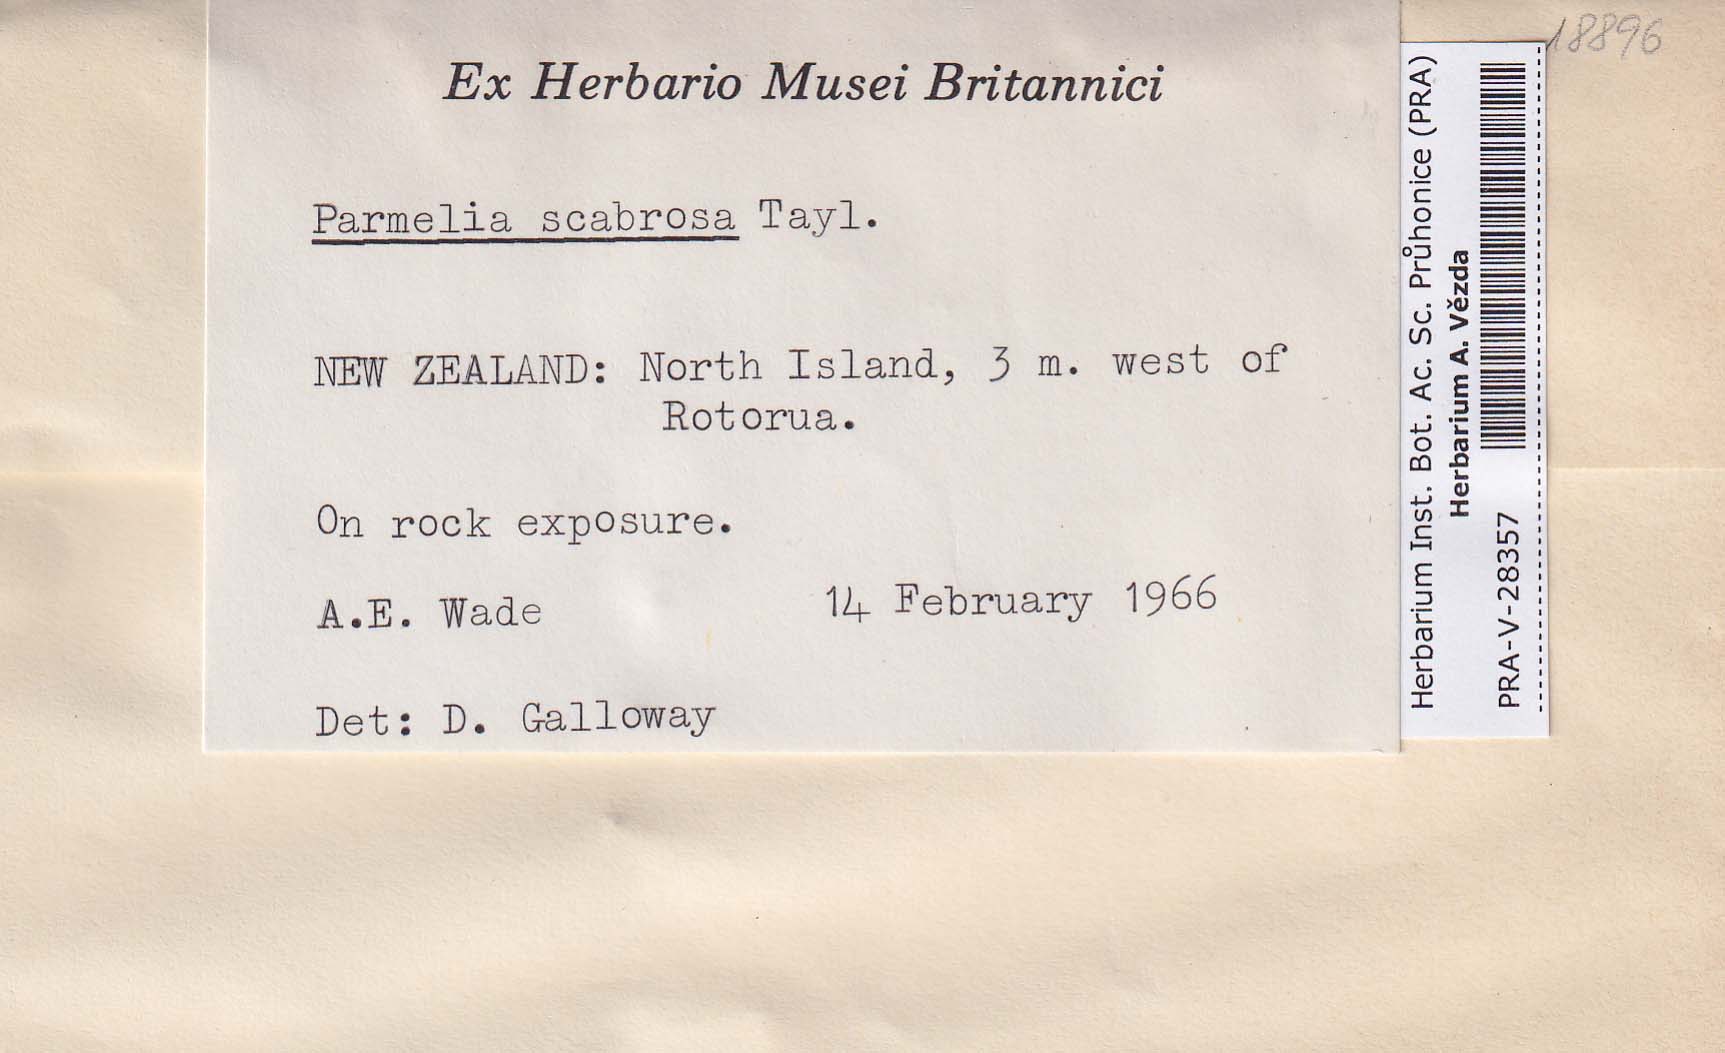 18896
Ex Herbario Musei Britannici
Parmelia scabrosa Tayl.
NEW ZEALAND: North Island, 3 m. west of
Rotorua.
On rock exposure.
A.E. Wade 14 February 1966
Det: D. Galloway
Herbarium Inst. Bot. Ac. Sc. Průhonice (PRA)
Herbarium A. Vězda
PRA-V-28357